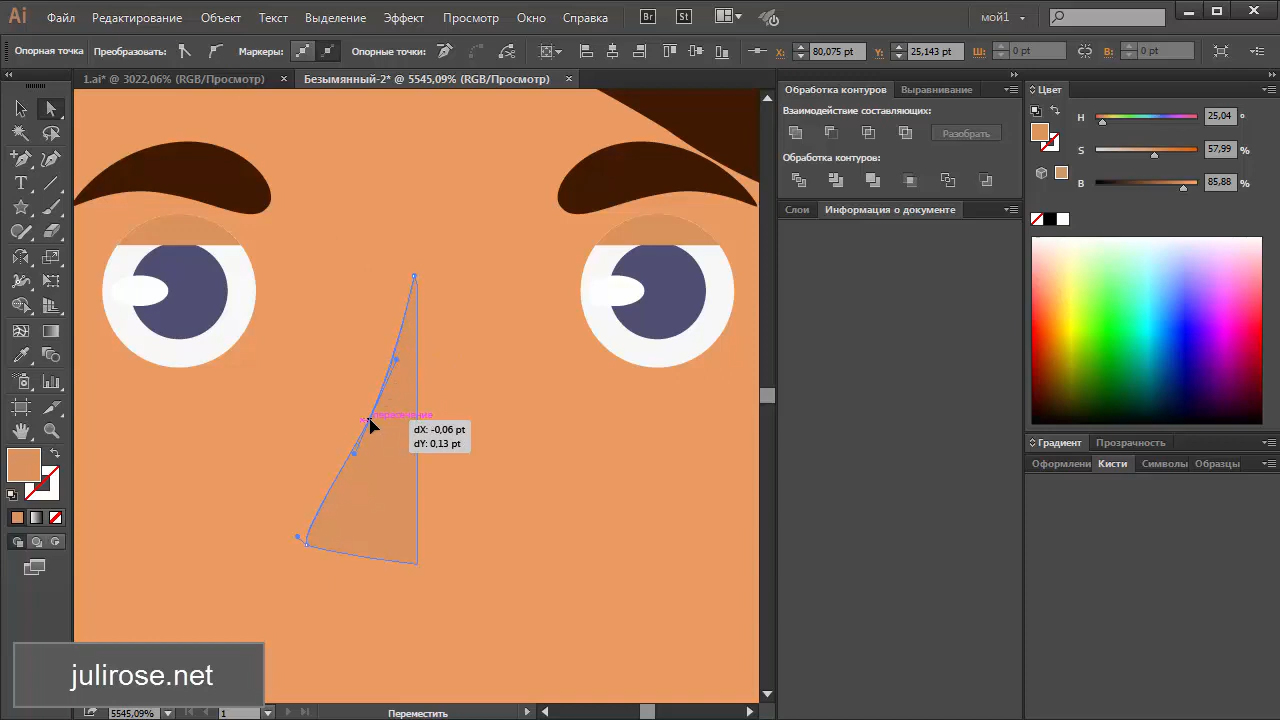 Ai Файл Редактирование Объект Текст Выделение Эффект Просмотр Окно Справка Br St мой1
Опорная точка Преобразовать: Маркеры: Опорные точки: X: 80,075 pt Y: 25,143 pt Ш: 0 pt В: 0 pt
1.ai* @ 3022,06% (RGB/Просмотр) Безымянный-2* @ 5545,09% (RGB/Просмотр)
Обработка контуров Выравнивание
Взаимодействие составляющих:
Разобрать
Обработка контуров:
Слои Информация о документе
Цвет
H 25,04 °
S 57,99 %
B 85,88 %
Градиент Прозрачность
Оформлени Кисти Символы Образцы
пересечение
dX: -0,06 pt
dY: 0,13 pt
T
julirose.net
5545,09% 1 Переместить